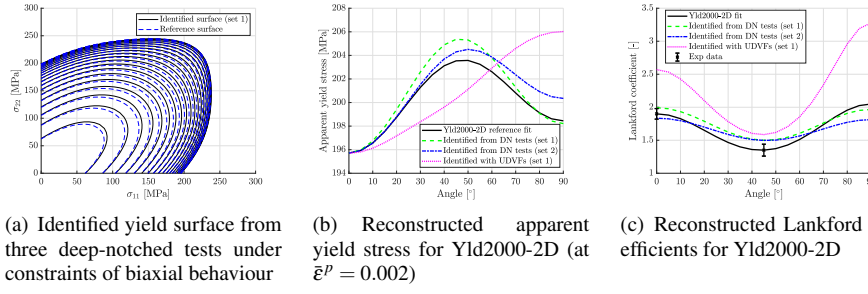 Identified surface (set 1)
Reference surface
300
250
200
150
100
50
0
0 50 100 150 200 250 300
σ22 [MPa]
σ11 [MPa]
208
206
204
202
200
198
196
194
0 10 20 30 40 50 60 70 80 90
Apparent yield stress [MPa]
Angle [°]
Yld2000-2D reference fit
Identified from DN tests (set 1)
Identified from DN tests (set 2)
Identified with UDVFs (set 1)
Yld2000-2D fit
Identified from DN tests (set 1)
Identified from DN tests (set 2)
Identified with UDVFs (set 1)
Exp data
3.5
3
2.5
2
1.5
1
0 10 20 30 40 50 60 70 80
Lankford coefficient [-]
Angle [°]
(a) Identified yield surface from
three deep-notched tests under
constraints of biaxial behaviour
(b) Reconstructed apparent
yield stress for Yld2000-2D (at
ε̄ᵖ = 0.002)
(c) Reconstructed Lankford
efficients for Yld2000-2D